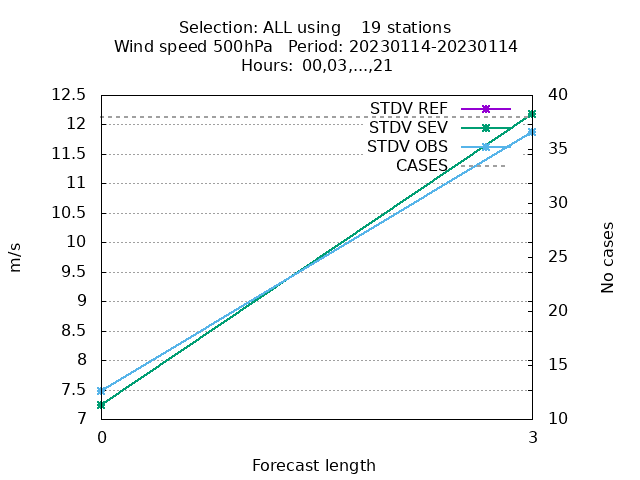 Selection: ALL using    19 stations
Wind speed 500hPa   Period: 20230114-20230114
Hours:  00,03,...,21
12.5
12
11.5
11
10.5
10
9.5
9
8.5
8
7.5
7
40
35
30
25
20
15
10
STDV REF
STDV SEV
STDV OBS
CASES
m/s
No cases
0
3
Forecast length